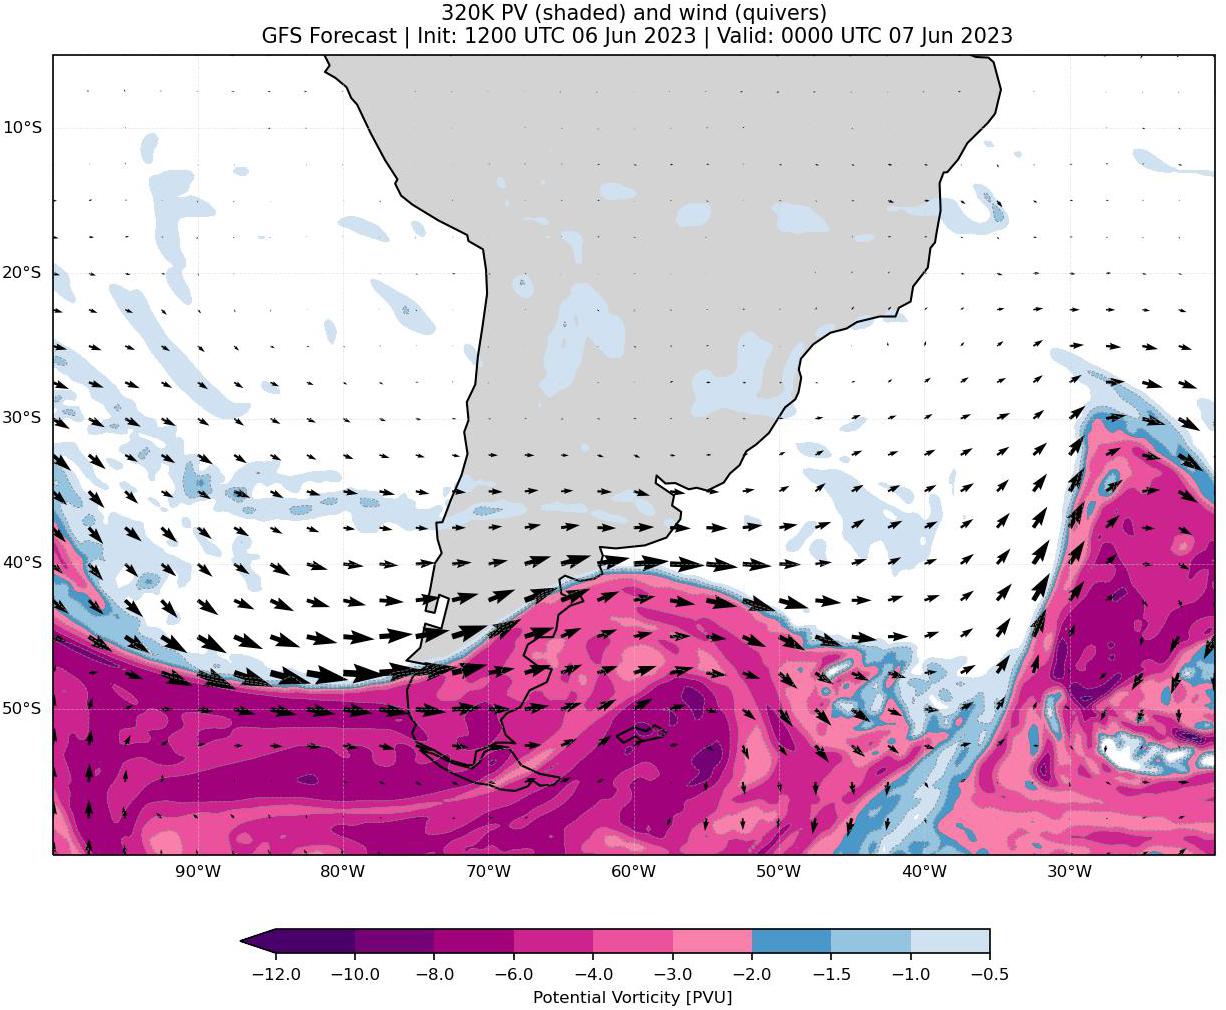 320K PV (shaded) and wind (quivers)
GFS Forecast | Init: 1200 UTC 06 Jun 2023 | Valid: 0000 UTC 07 Jun 2023
10°S
20°S
30°S
40°S
50°S
90°W
80°W
70°W
60°W
50°W
40°W
30°W
−12.0
−10.0
−8.0
−6.0
−4.0
−3.0
−2.0
−1.5
−1.0
−0.5
Potential Vorticity [PVU]